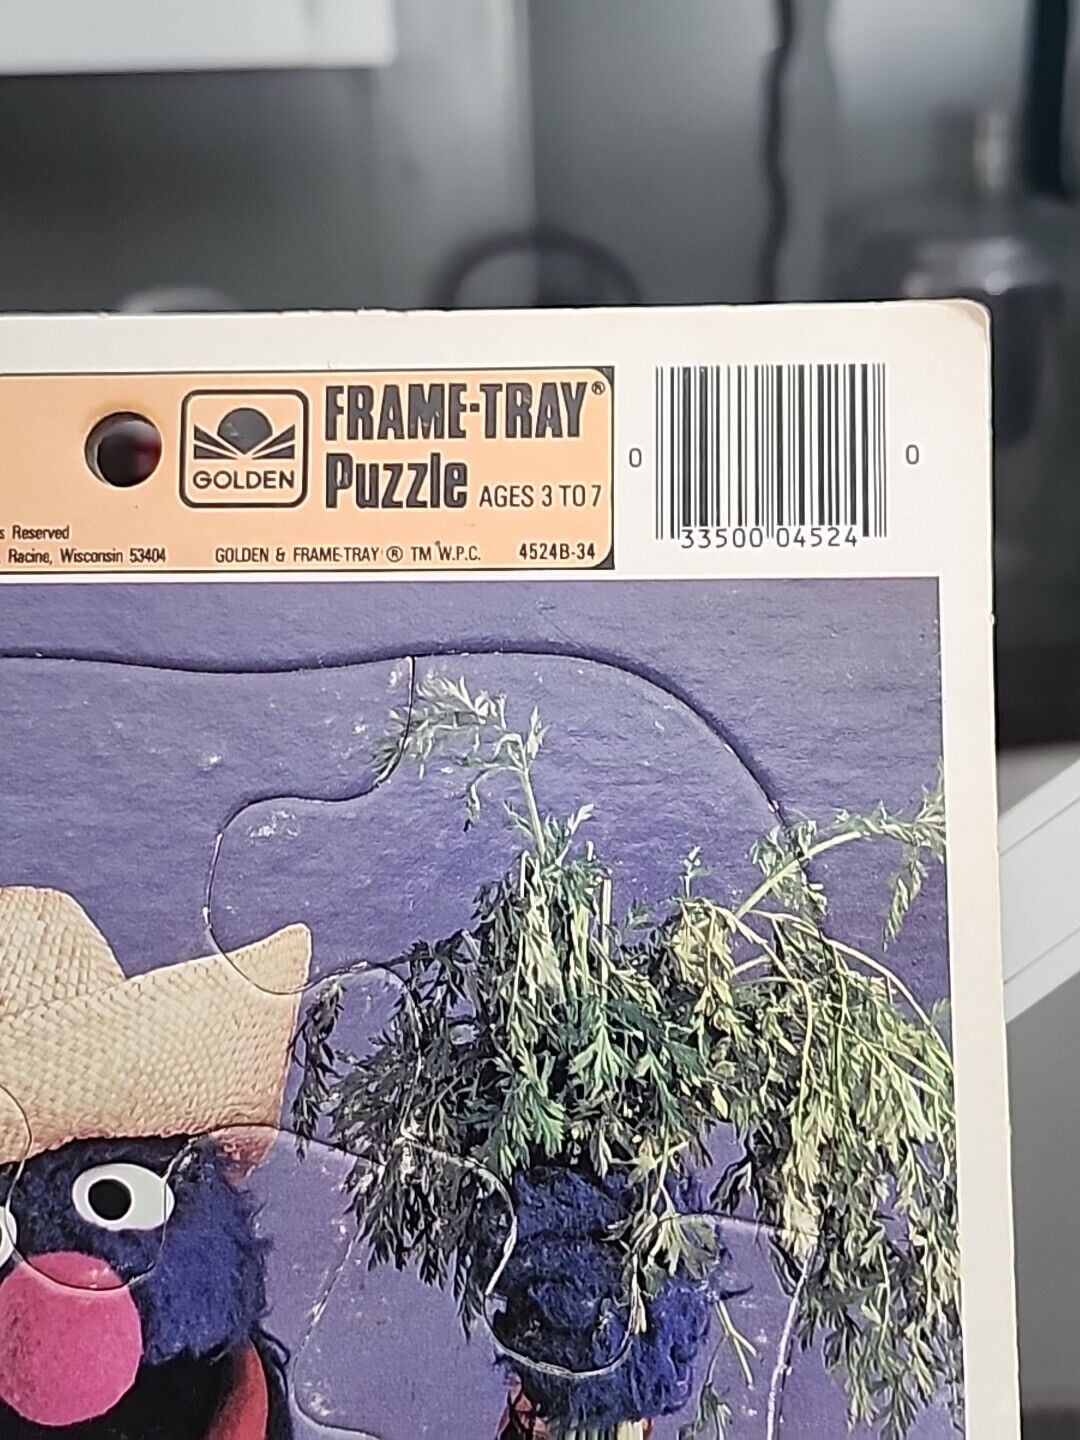 FRAME-TRAY®
Puzzle AGES 3 TO 7
GOLDEN
s Reserved
Racine, Wisconsin 53404
GOLDEN & FRAME-TRAY ® TM W.P.C.
4524B-34
0 33500 04524 0